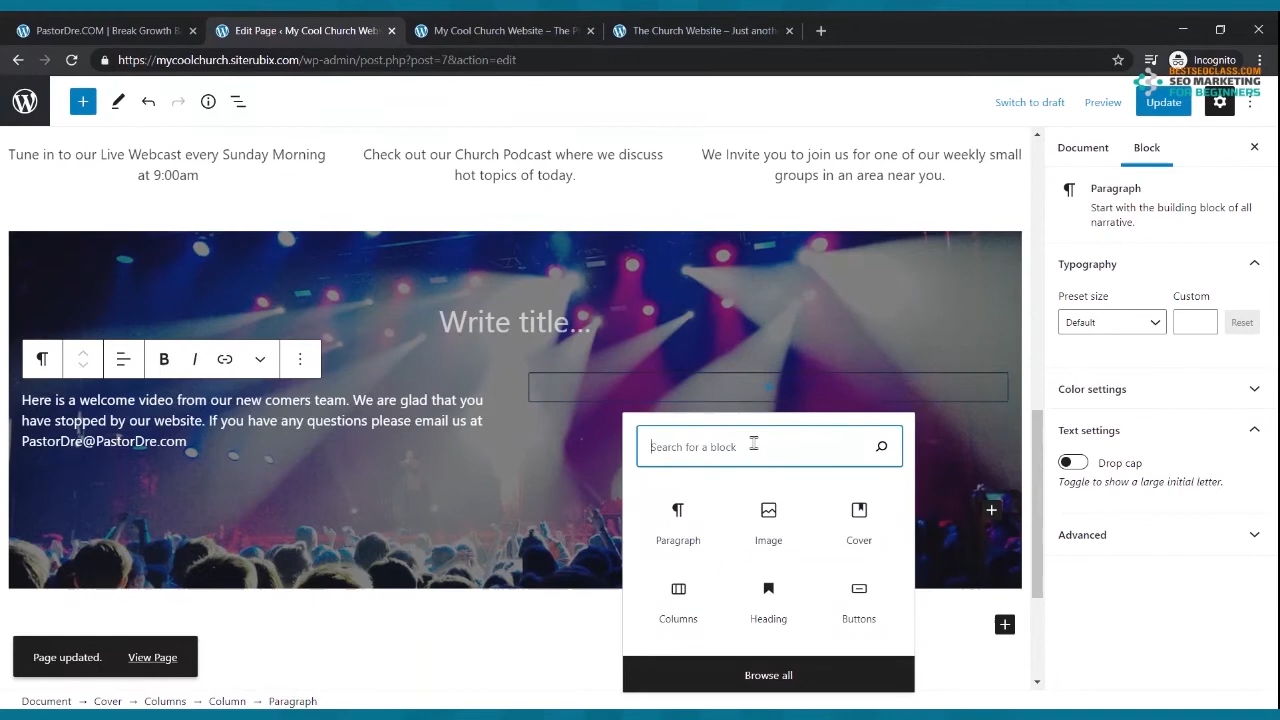 PastorDre.COM | Break Growth B
Edit Page ‹ My Cool Church Web
My Cool Church Website – The P
The Church Website – Just anoth
https://mycoolchurch.siterubix.com/wp-admin/post.php?post=7&action=edit
Incognito
BESTSEOCLASS.COM
SEO MARKETING
FOR BEGINNERS
Switch to draft
Preview
Update
Tune in to our Live Webcast every Sunday Morning
at 9:00am
Check out our Church Podcast where we discuss
hot topics of today.
We Invite you to join us for one of our weekly small
groups in an area near you.
Write title...
B I
Here is a welcome video from our new comers team. We are glad that you
have stopped by our website. If you have any questions please email us at
PastorDre@PastorDre.com
Search for a block
Paragraph
Image
Cover
Columns
Heading
Buttons
Browse all
Page updated.
View Page
Document → Cover → Columns → Column → Paragraph
Document
Block
Paragraph
Start with the building block of all
narrative.
Typography
Preset size
Custom
Default
Reset
Color settings
Text settings
Drop cap
Toggle to show a large initial letter.
Advanced